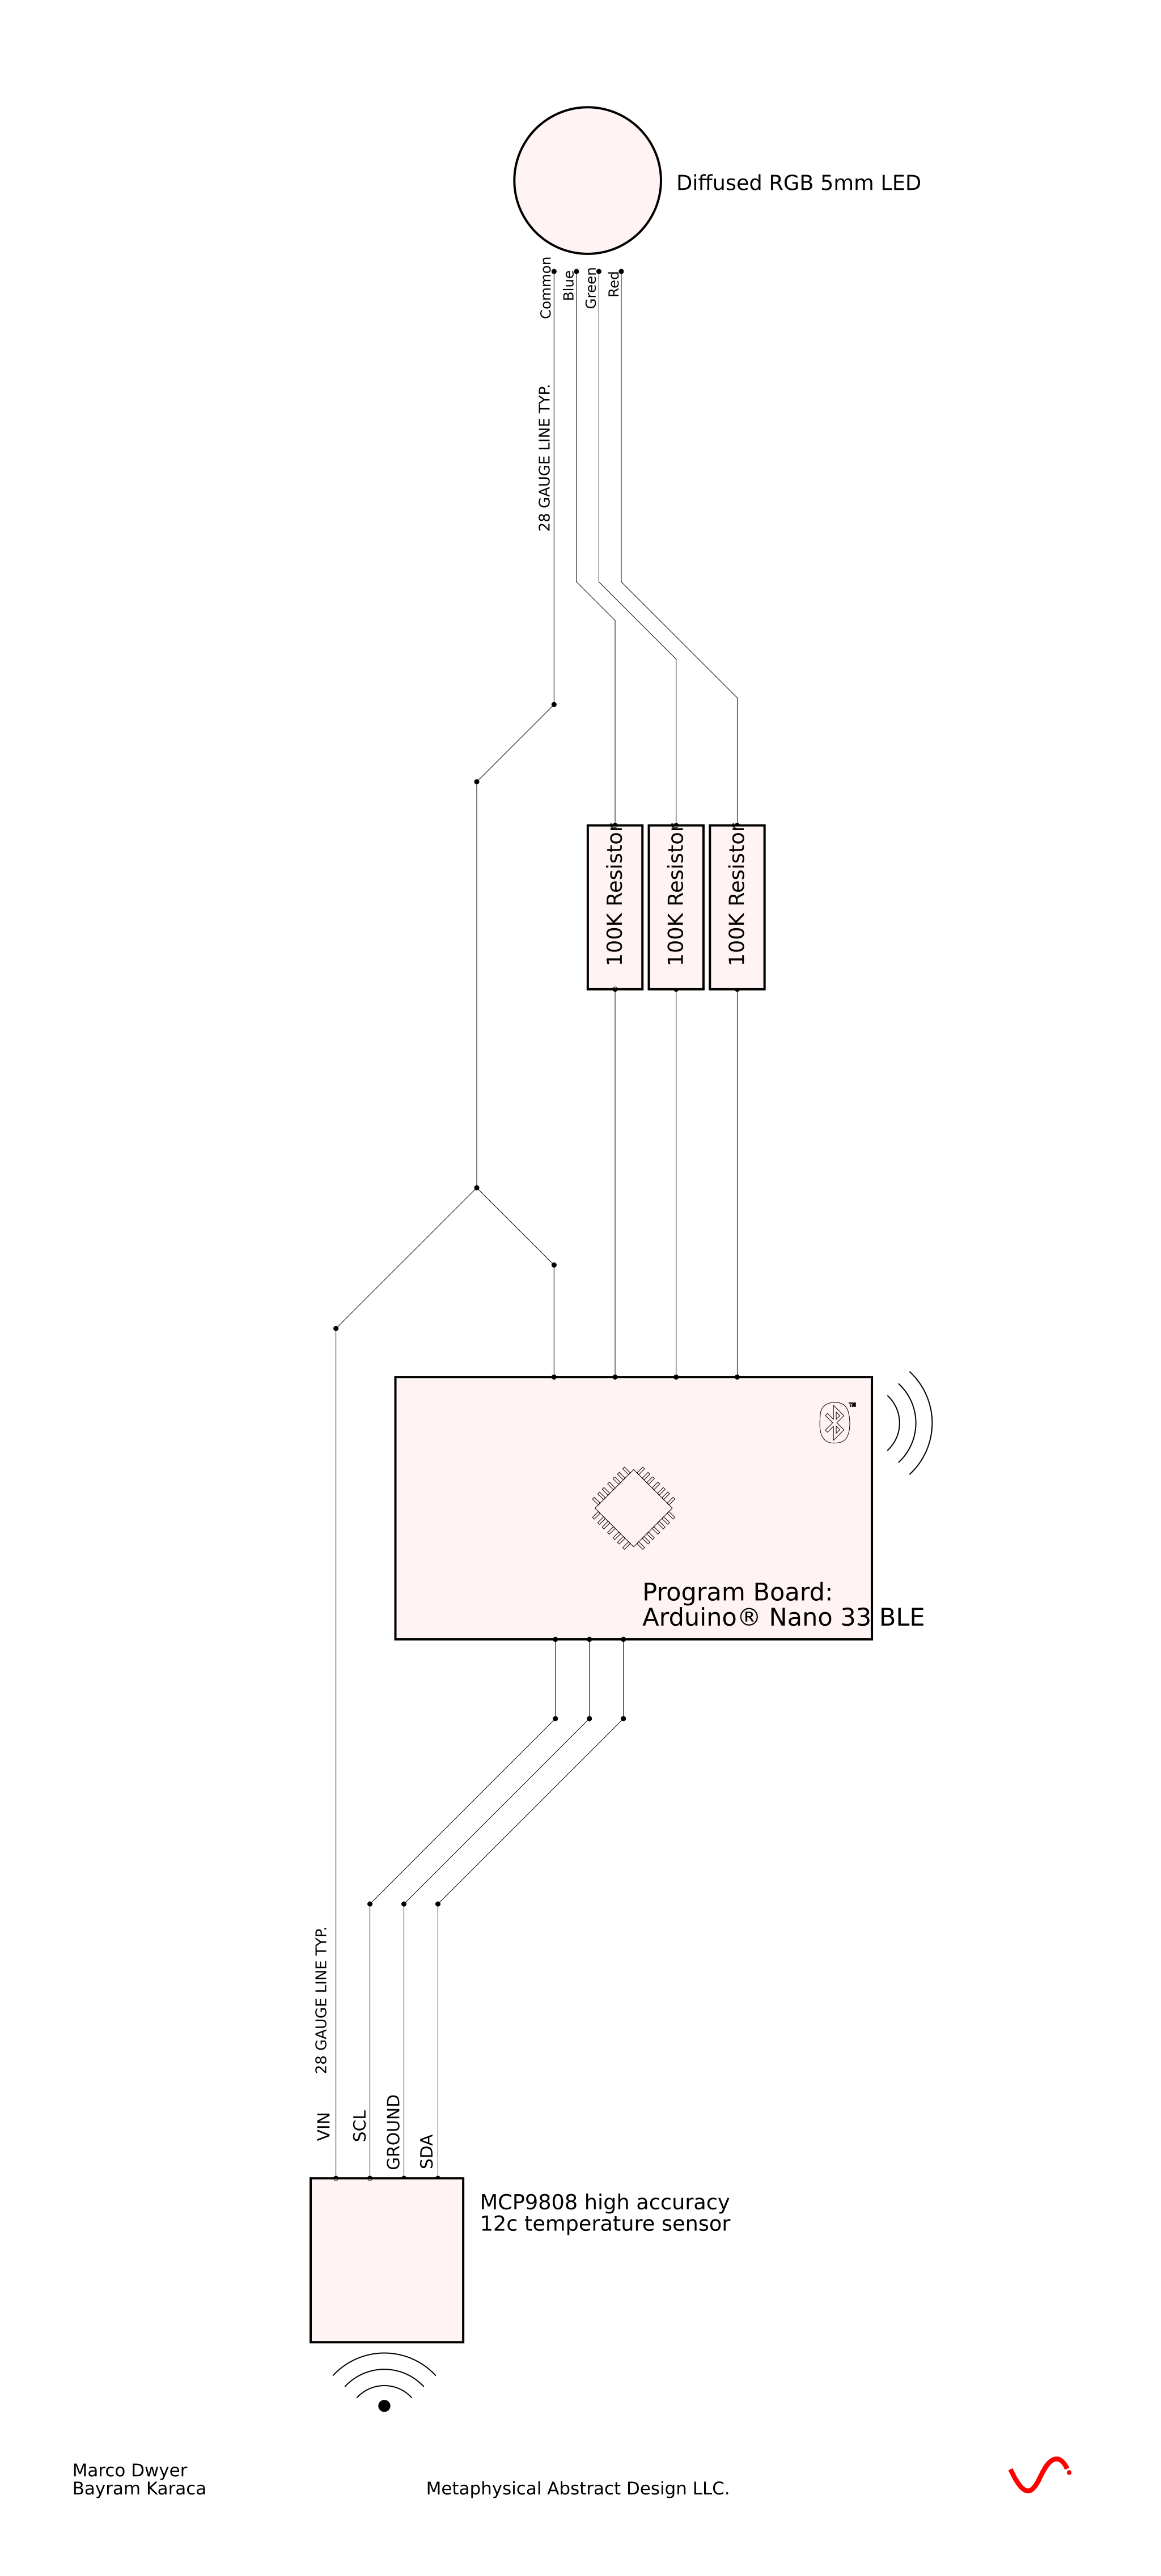 Diffused RGB 5mm LED
Common
Blue
Green
Red
28 GAUGE LINE TYP.
100K Resistor
100K Resistor
100K Resistor
™
Program Board:
Arduino® Nano 33 BLE
28 GAUGE LINE TYP.
VIN
SCL
GROUND
SDA
MCP9808 high accuracy
12c temperature sensor
Marco Dwyer
Bayram Karaca
Metaphysical Abstract Design LLC.